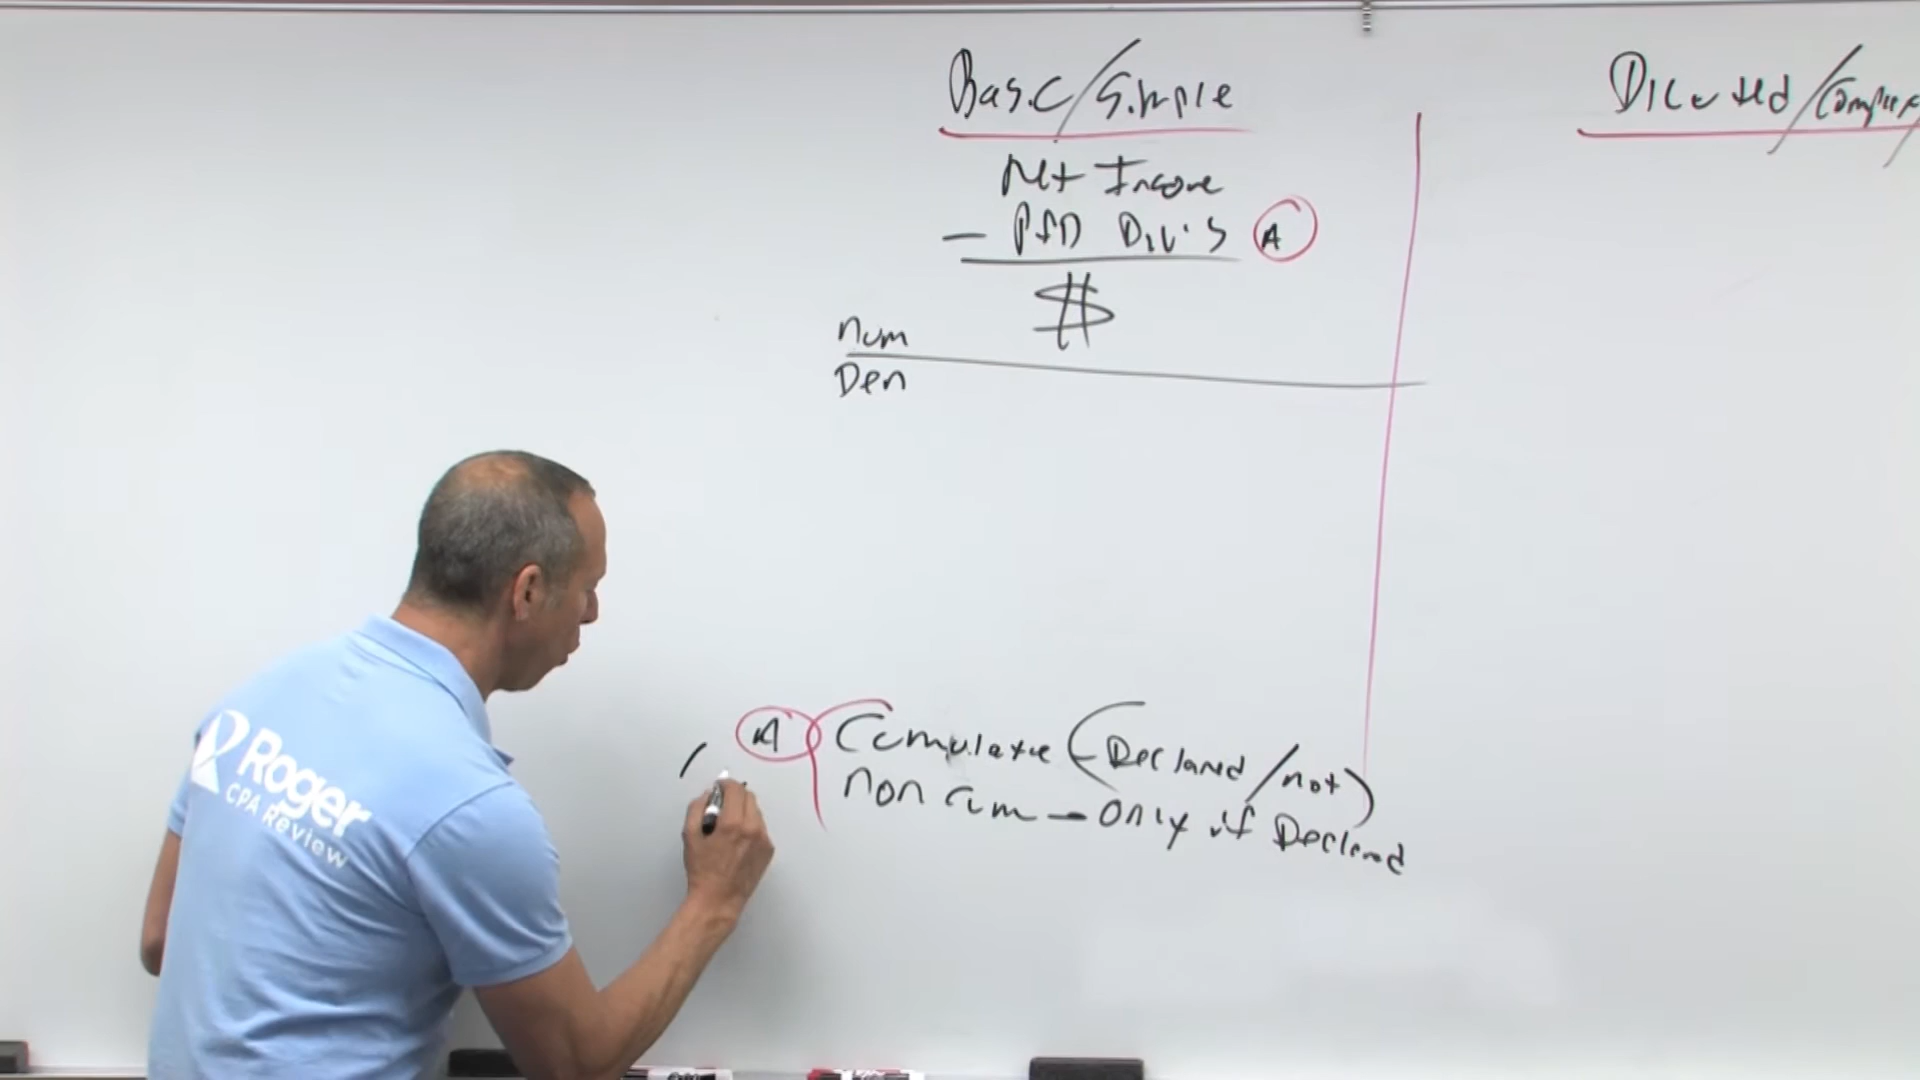 Basic/Simple
Diluted/Complex
Net Income
- PfD Div's A
$
Num
Den
A Cumulative (Declared/not)
non cum - only if Declared
Roger
CPA Review